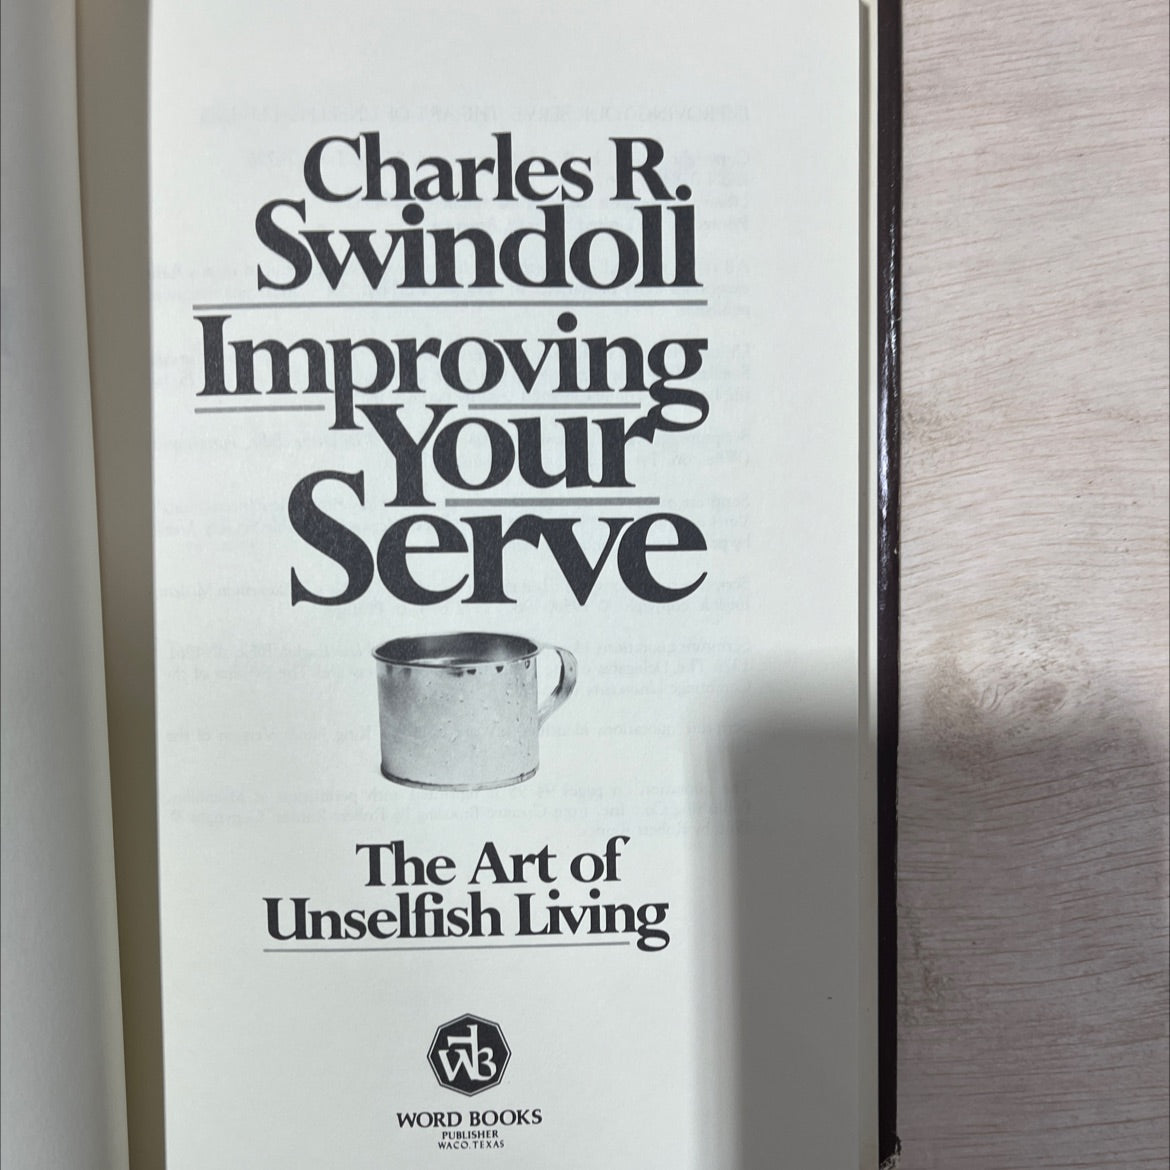 Charles R.
Swindoll
Improving
Your
Serve
The Art of
Unselfish Living
WB
WORD BOOKS
PUBLISHER
WACO, TEXAS